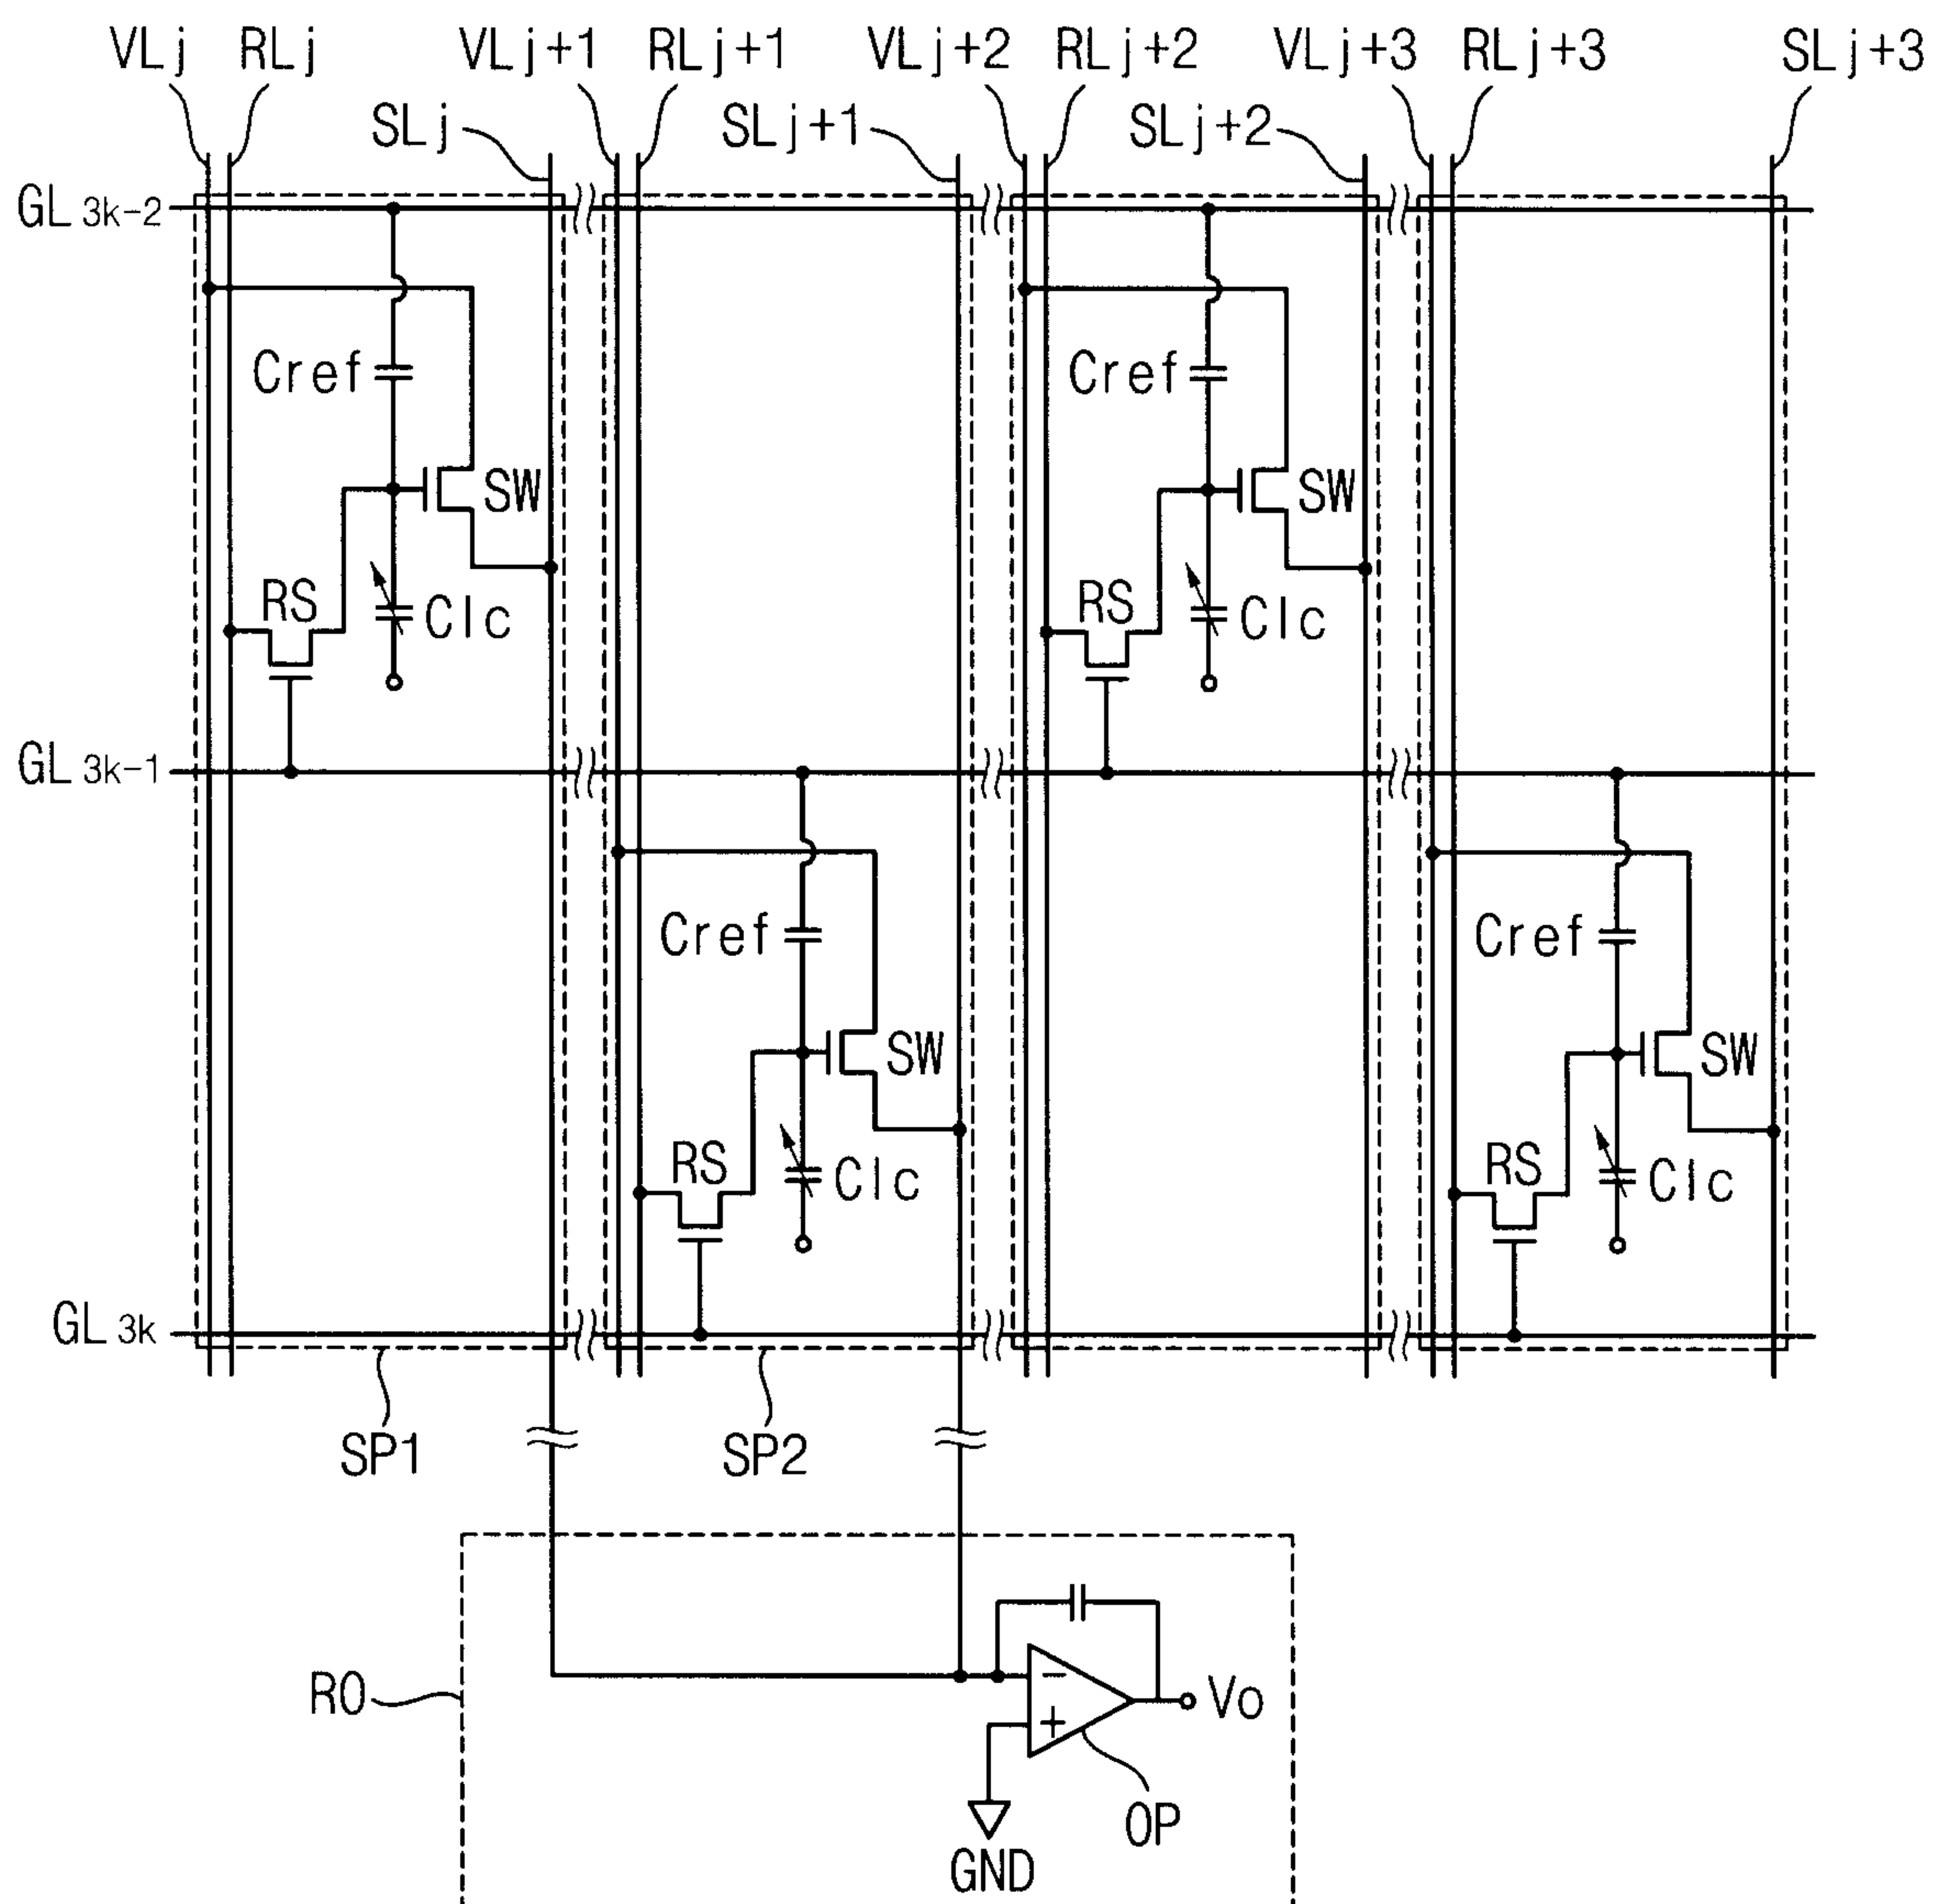 VLj RLj VLj+1 RLj+1 VLj+2 RLj+2 VLj+3 RLj+3 SLj+3
SLj SLj+1 SLj+2
GL 3k-2
Cref Cref
SW SW
RS Clc RS Clc
GL 3k-1
Cref Cref
SW SW
RS Clc RS Clc
GL 3k
SP1 SP2
−
RO Vo
+
OP
GND